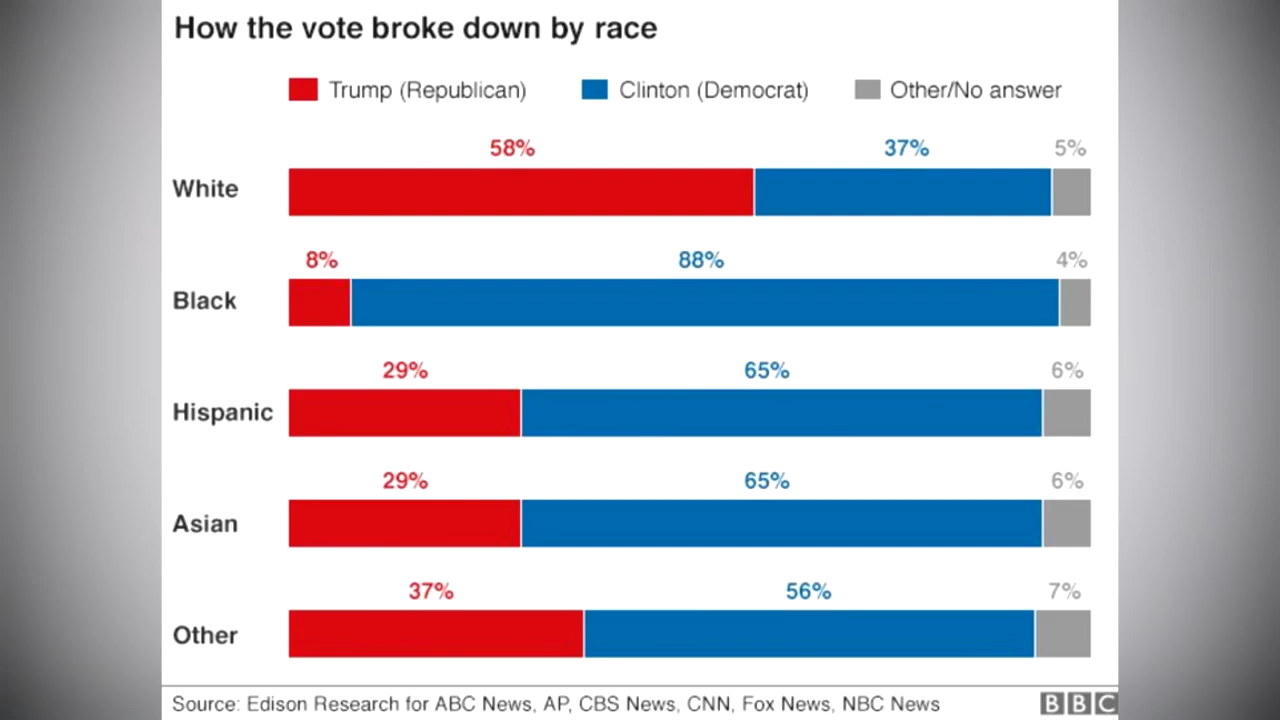 How the vote broke down by race
Trump (Republican) Clinton (Democrat) Other/No answer
58% 37% 5%
White
8% 88% 4%
Black
29% 65% 6%
Hispanic
29% 65% 6%
Asian
37% 56% 7%
Other
Source: Edison Research for ABC News, AP, CBS News, CNN, Fox News, NBC News BBC